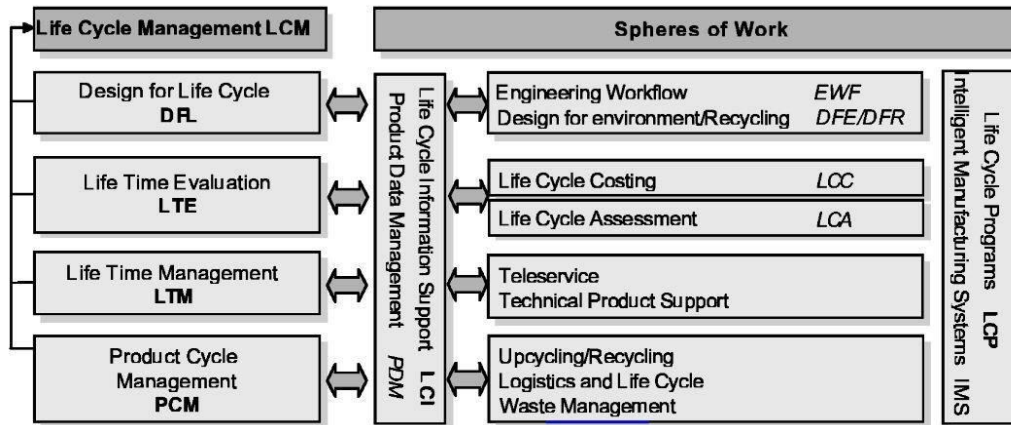 Life Cycle Management LCM
Spheres of Work
Design for Life Cycle
DFL
Life Time Evaluation
LTE
Life Time Management
LTM
Product Cycle
Management
PCM
Life Cycle Information Support LCI
Product Data Management PDM
Engineering Workflow EWF
Design for environment/Recycling DFE/DFR
Life Cycle Costing LCC
Life Cycle Assessment LCA
Teleservice
Technical Product Support
Upcycling/Recycling
Logistics and Life Cycle
Waste Management
Life Cycle Programs LCP
Intelligent Manufacturing Systems IMS